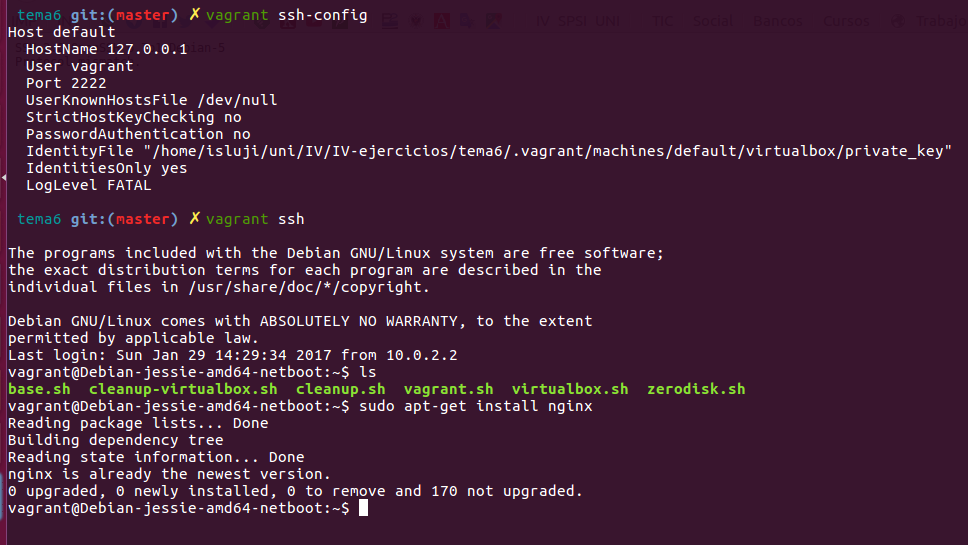 tema6 git:(master) ✗ vagrant ssh-config
IV SPSI UNI TIC Social Bancos Cursos Trabajo
Host default
  HostName 127.0.0.1
  User vagrant
  Port 2222
  UserKnownHostsFile /dev/null
  StrictHostKeyChecking no
  PasswordAuthentication no
  IdentityFile "/home/isluji/uni/IV/IV-ejercicios/tema6/.vagrant/machines/default/virtualbox/private_key"
  IdentitiesOnly yes
  LogLevel FATAL
tema6 git:(master) ✗ vagrant ssh
The programs included with the Debian GNU/Linux system are free software;
the exact distribution terms for each program are described in the
individual files in /usr/share/doc/*/copyright.
Debian GNU/Linux comes with ABSOLUTELY NO WARRANTY, to the extent
permitted by applicable law.
Last login: Sun Jan 29 14:29:34 2017 from 10.0.2.2
vagrant@Debian-jessie-amd64-netboot:~$ ls
base.sh  cleanup-virtualbox.sh  cleanup.sh  vagrant.sh  virtualbox.sh  zerodisk.sh
vagrant@Debian-jessie-amd64-netboot:~$ sudo apt-get install nginx
Reading package lists... Done
Building dependency tree
Reading state information... Done
nginx is already the newest version.
0 upgraded, 0 newly installed, 0 to remove and 170 not upgraded.
vagrant@Debian-jessie-amd64-netboot:~$